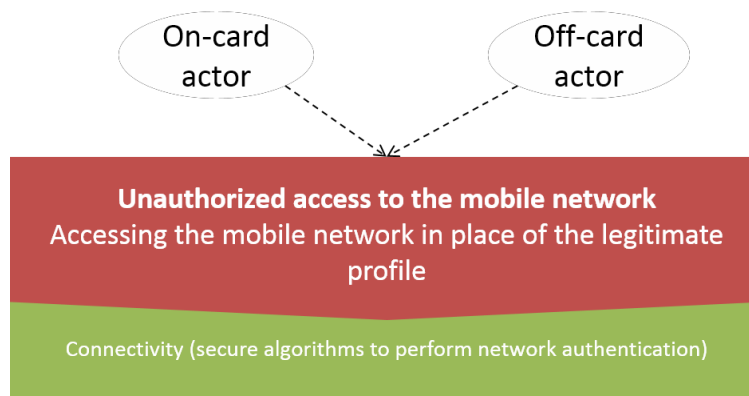 On-card
actor
Off-card
actor
Unauthorized access to the mobile network
Accessing the mobile network in place of the legitimate
profile
Connectivity (secure algorithms to perform network authentication)